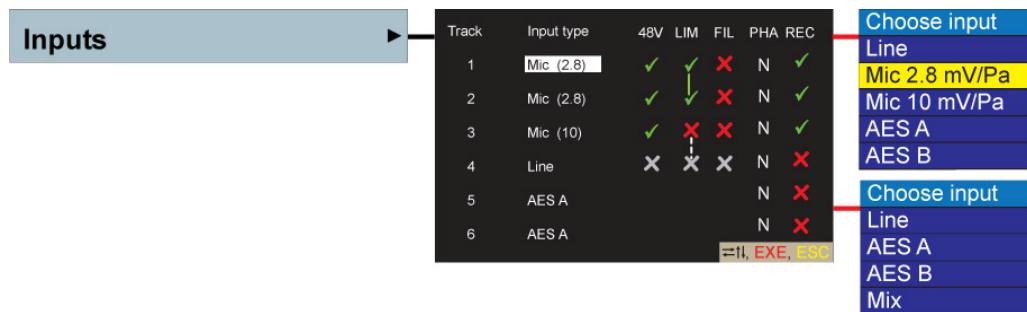 Inputs
Track Input type 48V LIM FIL PHA REC
1 Mic (2.8) N
2 Mic (2.8) N
3 Mic (10) N
4 Line N
5 AES A N
6 AES A N
, EXE, ESC
Choose input
Line
Mic 2.8 mV/Pa
Mic 10 mV/Pa
AES A
AES B
Choose input
Line
AES A
AES B
Mix